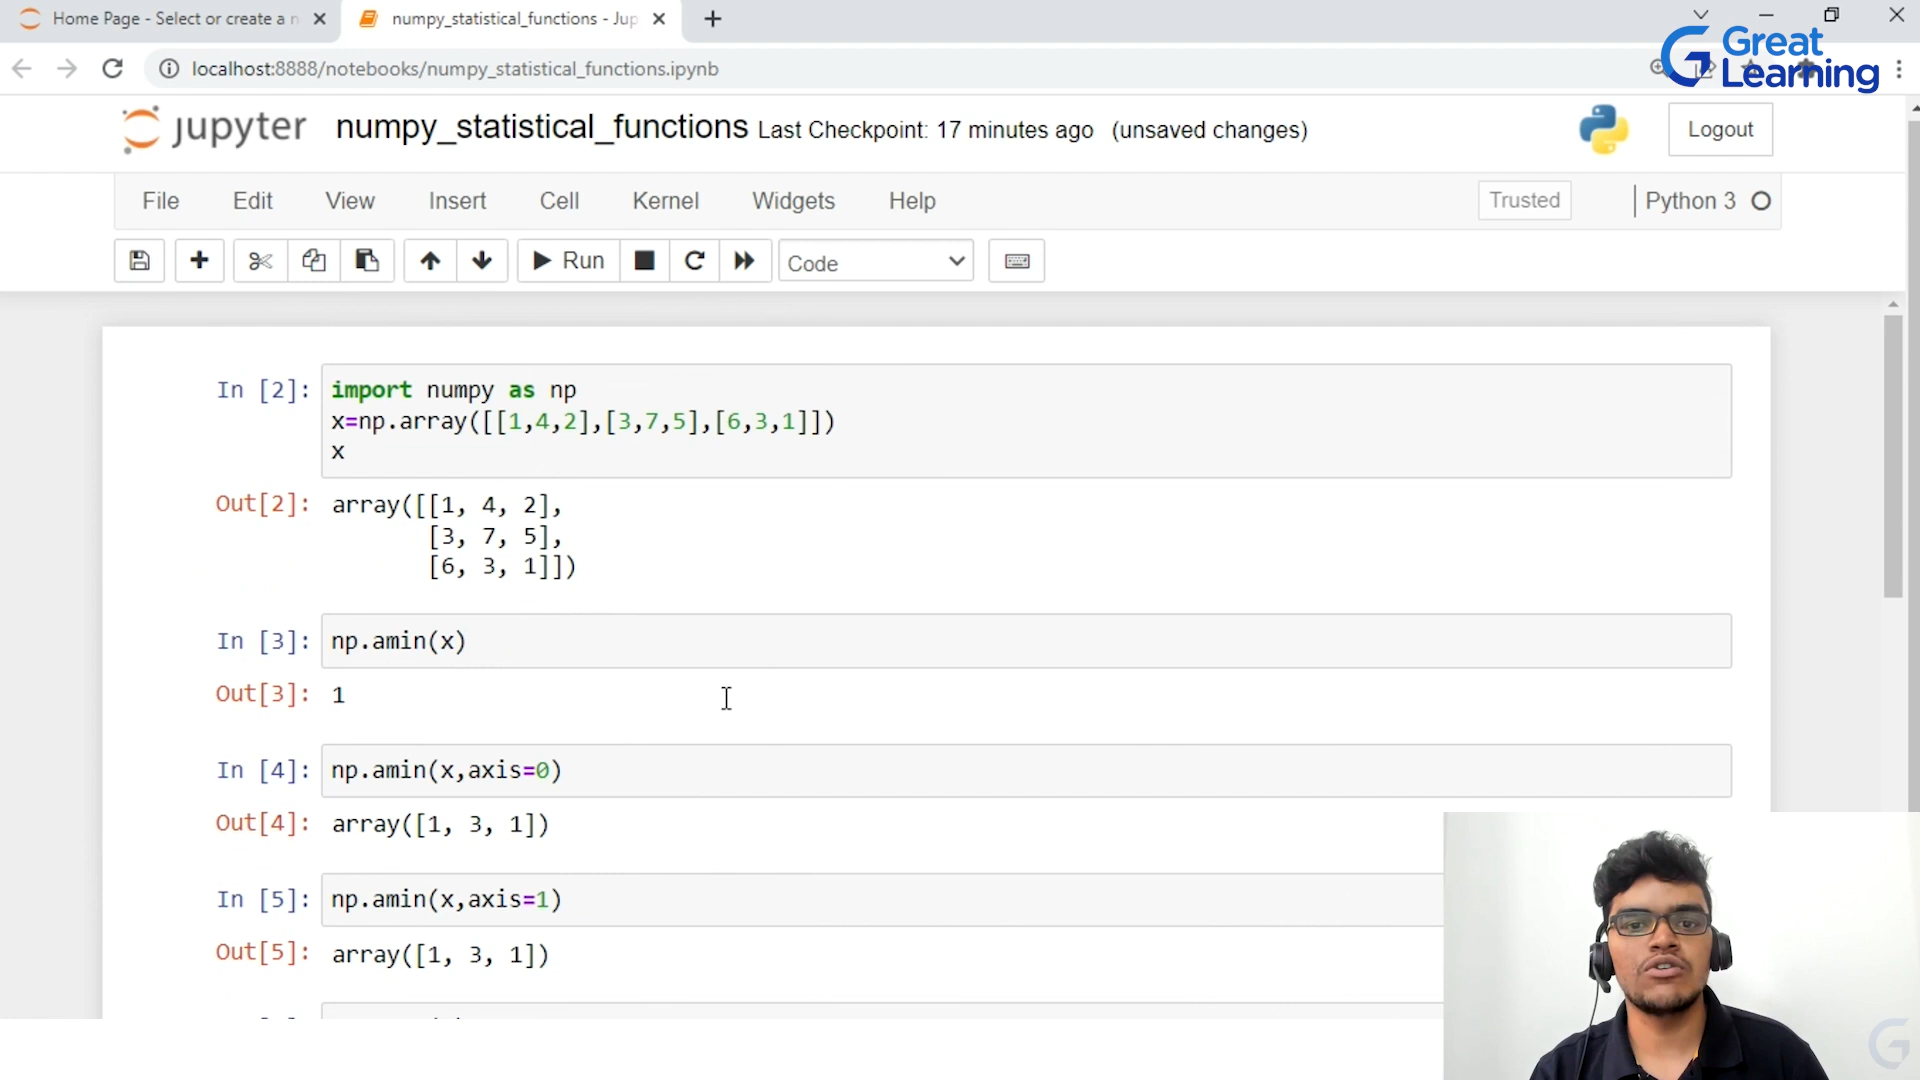 Home Page - Select or create a n
numpy_statistical_functions - Jup
localhost:8888/notebooks/numpy_statistical_functions.ipynb
Great
Learning
jupyter numpy_statistical_functions Last Checkpoint: 17 minutes ago (unsaved changes)
Logout
File Edit View Insert Cell Kernel Widgets Help
Trusted
Python 3
Run
Code
In [2]: import numpy as np
x=np.array([[1,4,2],[3,7,5],[6,3,1]])
x
Out[2]: array([[1, 4, 2],
[3, 7, 5],
[6, 3, 1]])
In [3]: np.amin(x)
Out[3]: 1
In [4]: np.amin(x,axis=0)
Out[4]: array([1, 3, 1])
In [5]: np.amin(x,axis=1)
Out[5]: array([1, 3, 1])